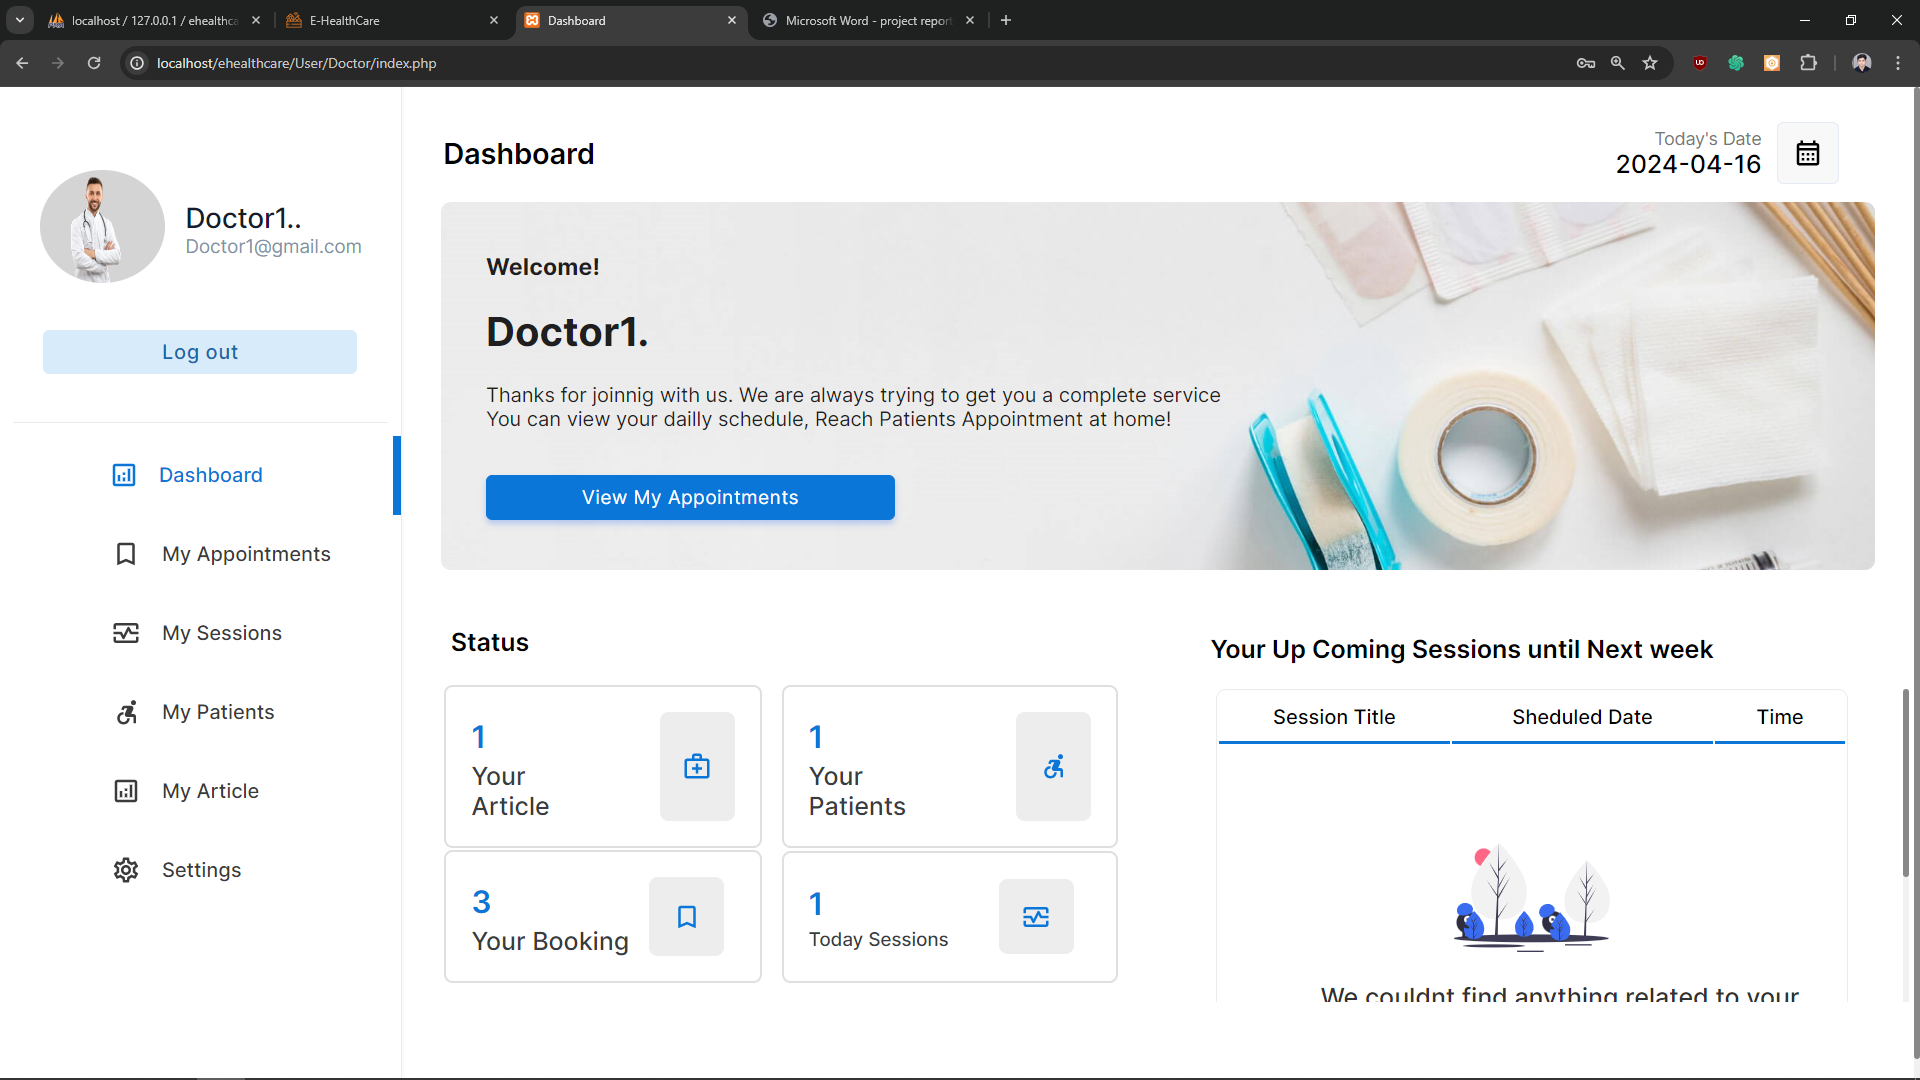 localhost / 127.0.0.1 / ehealthca
E-HealthCare
Dashboard
Microsoft Word - project report
localhost/ehealthcare/User/Doctor/index.php
Doctor1..
Doctor1@gmail.com
Log out
Dashboard
My Appointments
My Sessions
My Patients
My Article
Settings
Dashboard
Today's Date
2024-04-16
Welcome!
Doctor1.
Thanks for joinnig with us. We are always trying to get you a complete service
You can view your dailly schedule, Reach Patients Appointment at home!
View My Appointments
Status
1
Your
Article
1
Your
Patients
3
Your Booking
1
Today Sessions
Your Up Coming Sessions until Next week
Session Title
Sheduled Date
Time
We couldnt find anything related to your